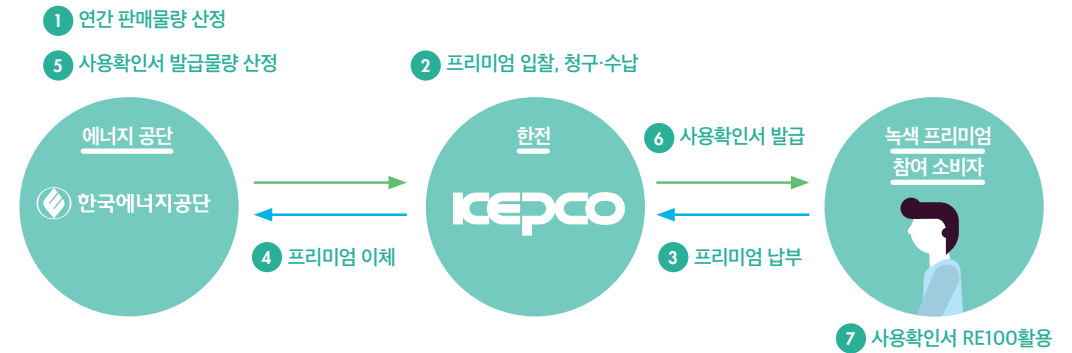 1 연간 판매물량 산정
5 사용확인서 발급물량 산정
2 프리미엄 입찰, 청구·수납
에너지 공단
한국에너지공단
한전
KEPCO
6 사용확인서 발급
녹색 프리미엄
참여 소비자
4 프리미엄 이체
3 프리미엄 납부
7 사용확인서 RE100활용